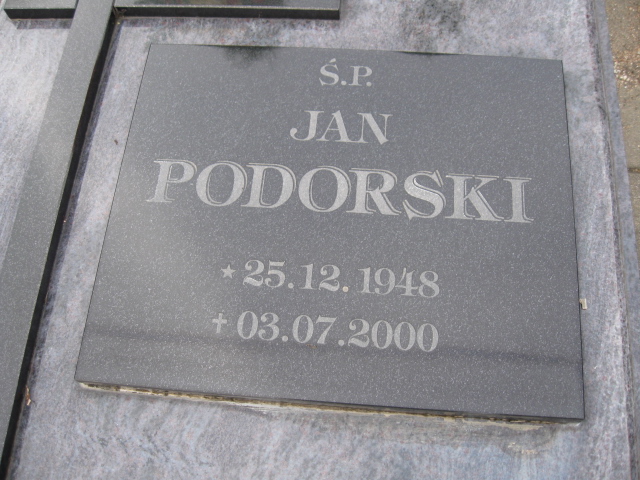 Ś.P.
JAN
PODORSKI
* 25.12.1948
✝ 03.07.2000